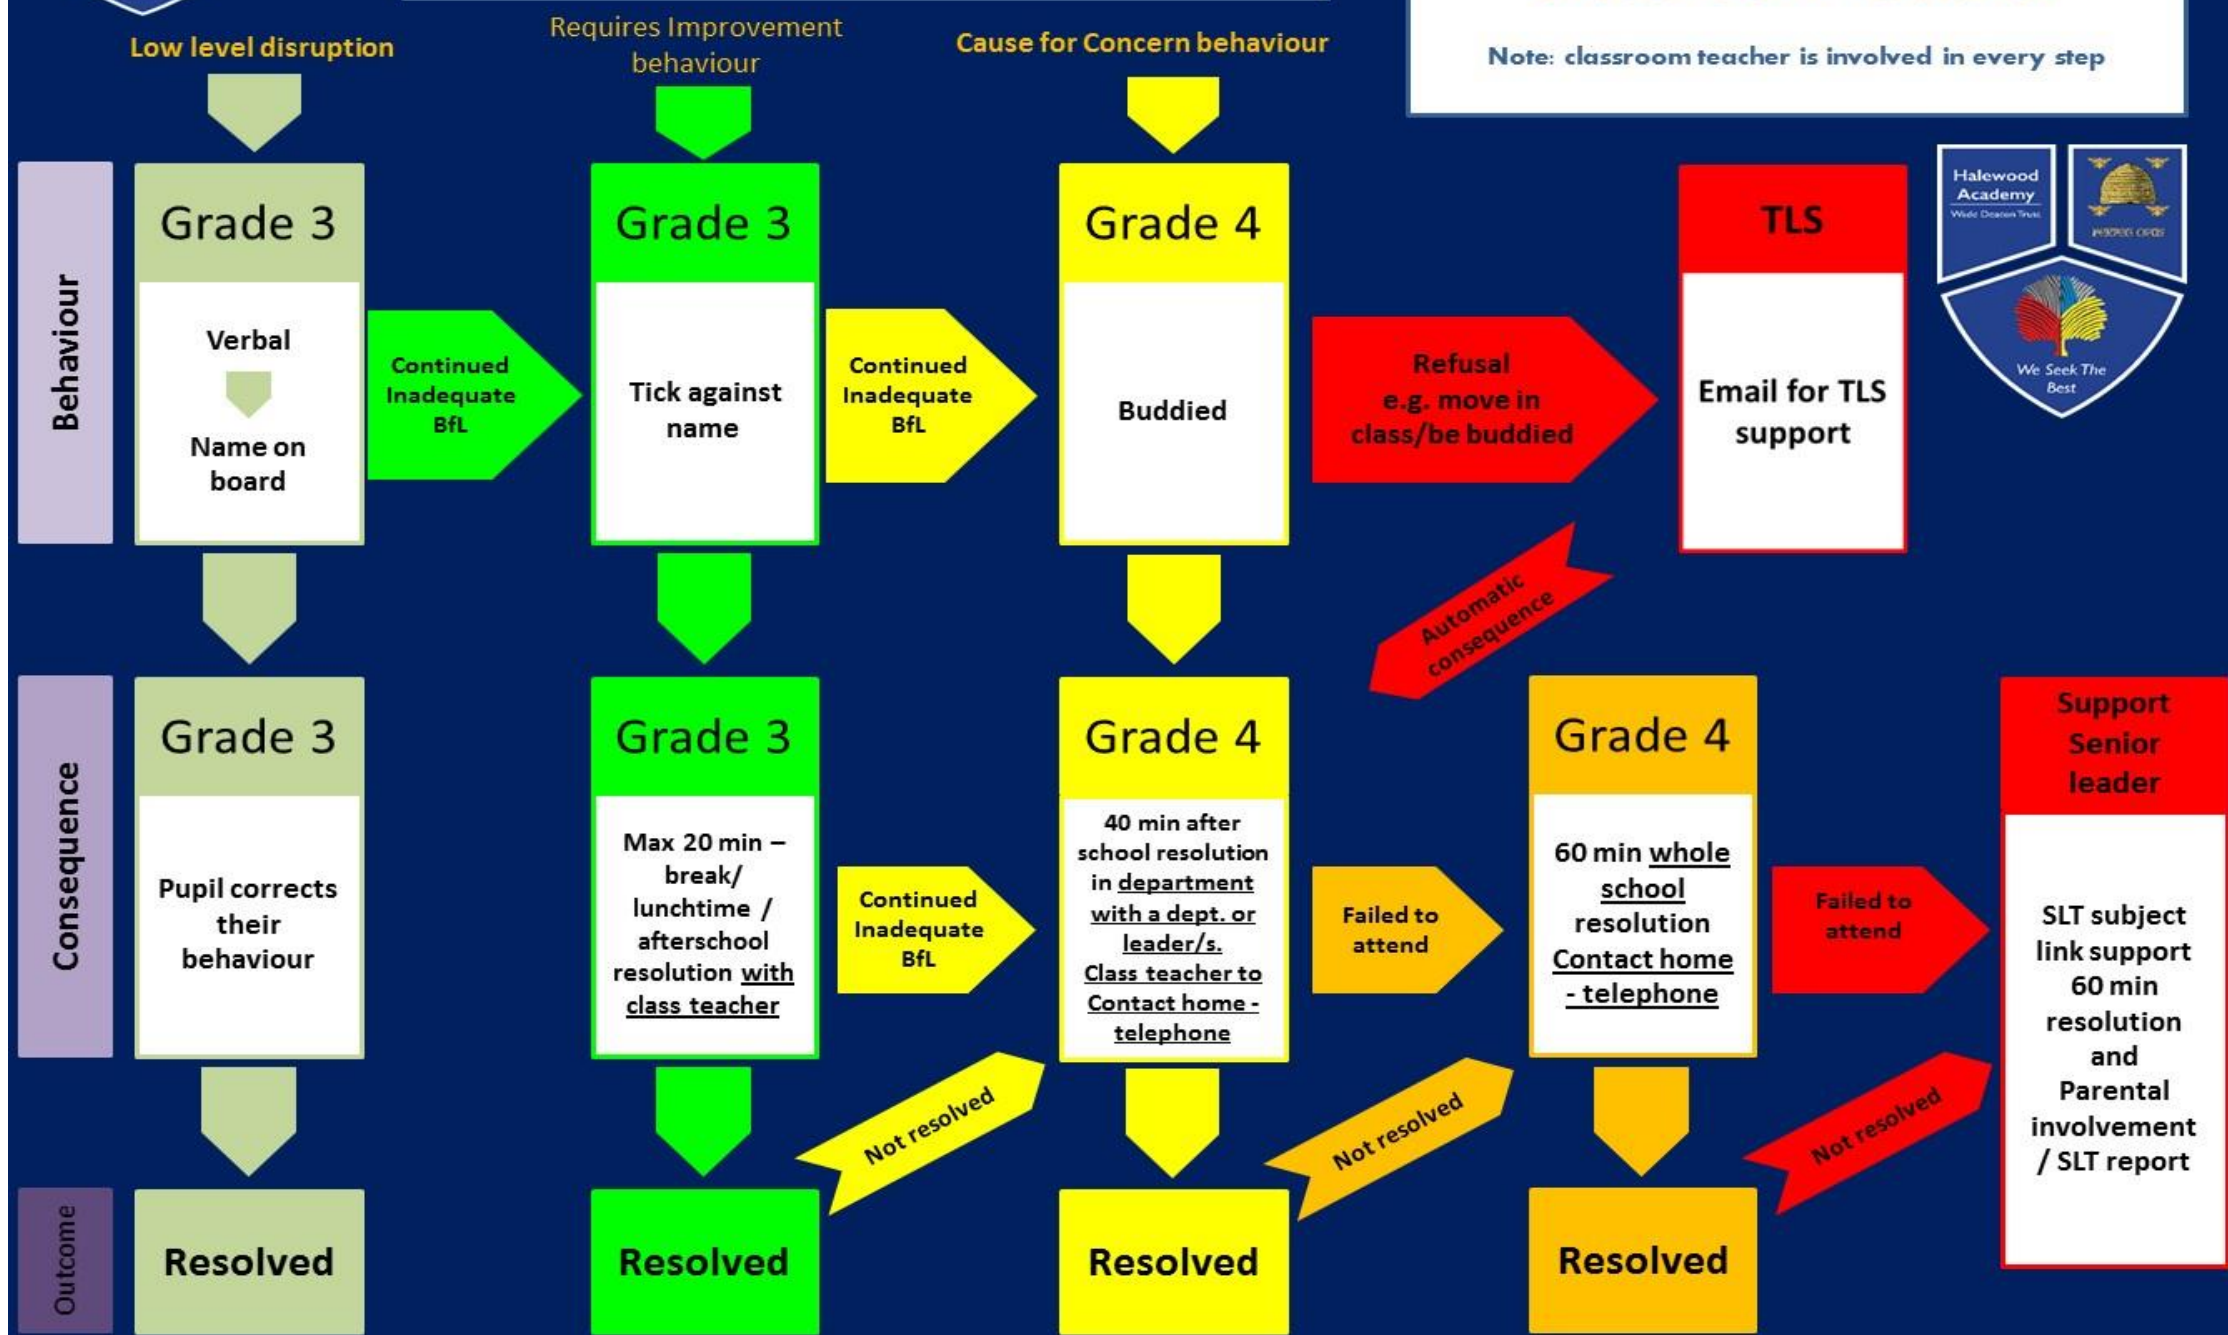 Low level disruption
Requires Improvement
behaviour
Cause for Concern behaviour
Note: classroom teacher is involved in every step
Halewood
Academy
Wade Deacon Trust
We Seek The
Best
Behaviour
Grade 3
Verbal
Name on
board
Continued
Inadequate
BfL
Grade 3
Tick against
name
Continued
Inadequate
BfL
Grade 4
Buddied
Refusal
e.g. move in
class/be buddied
TLS
Email for TLS
support
Automatic
consequence
Consequence
Grade 3
Pupil corrects
their
behaviour
Grade 3
Max 20 min –
break/
lunchtime /
afterschool
resolution with
class teacher
Continued
Inadequate
BfL
Grade 4
40 min after
school resolution
in department
with a dept. or
leader/s.
Class teacher to
Contact home -
telephone
Failed to
attend
Grade 4
60 min whole
school
resolution
Contact home
- telephone
Failed to
attend
Support
Senior
leader
SLT subject
link support
60 min
resolution
and
Parental
involvement
/ SLT report
Not resolved
Not resolved
Not resolved
Outcome
Resolved
Resolved
Resolved
Resolved